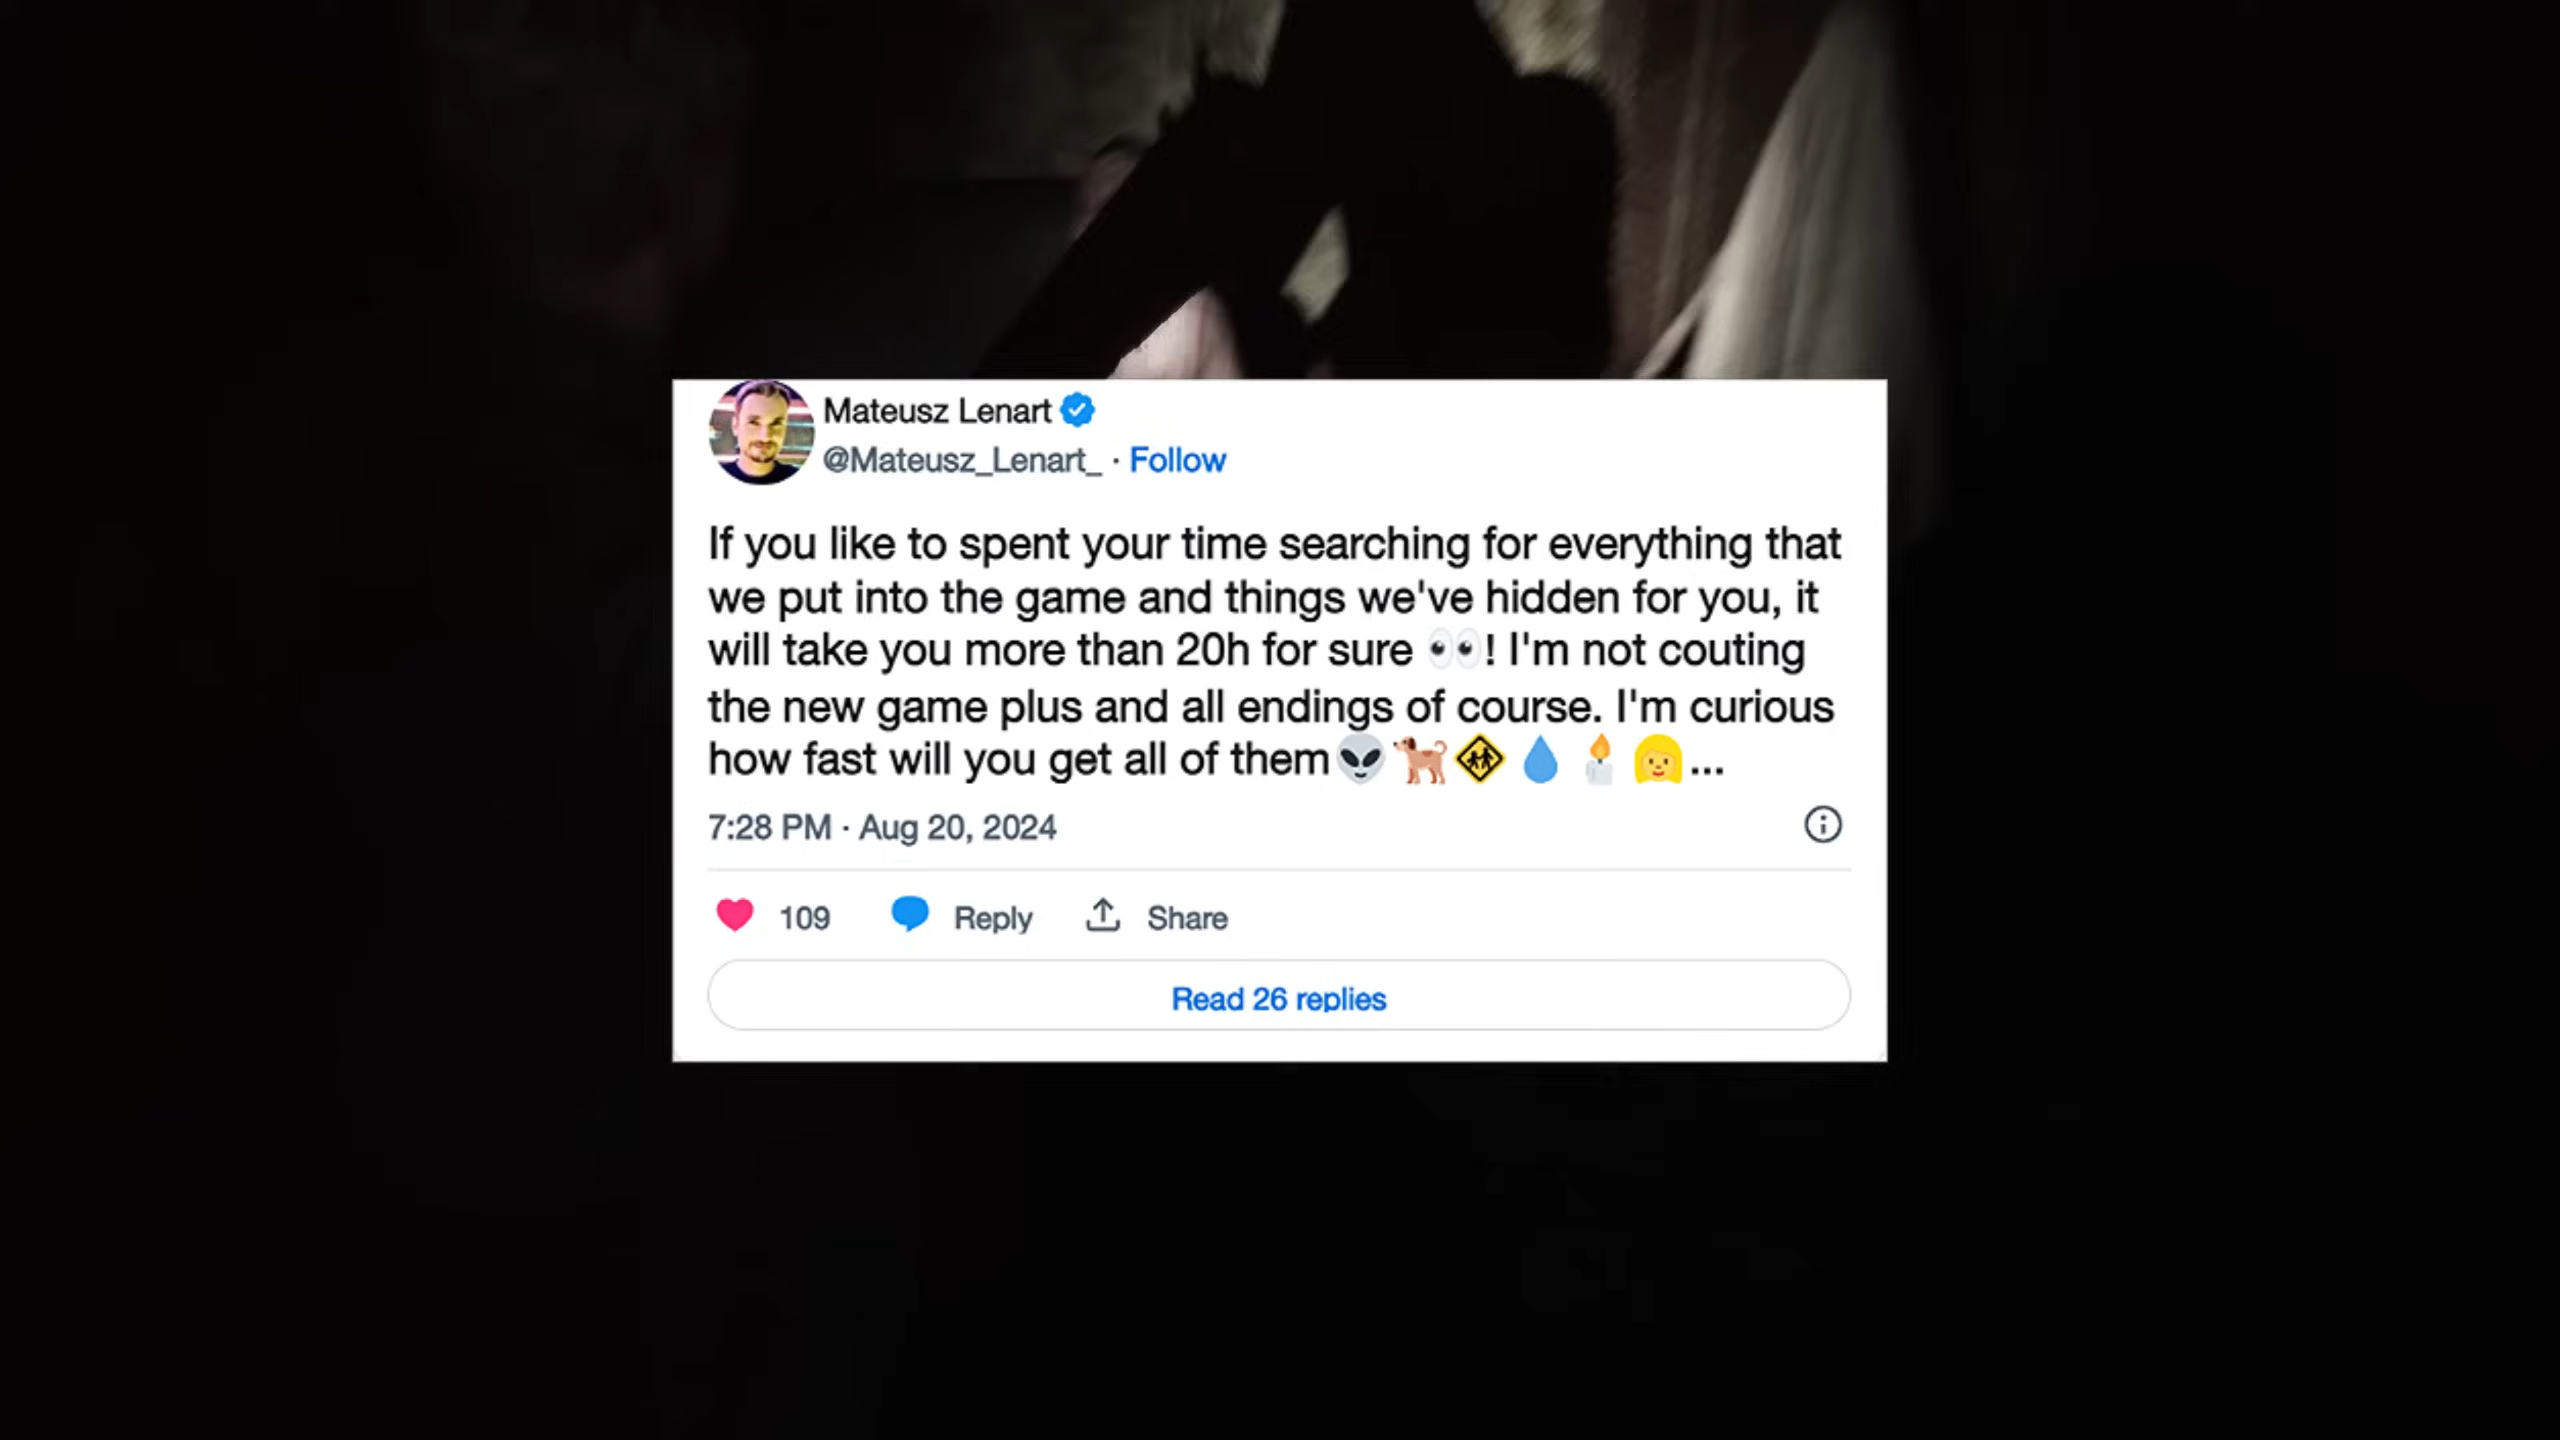 Mateusz Lenart
@Mateusz_Lenart_ · Follow
If you like to spent your time searching for everything that
we put into the game and things we've hidden for you, it
will take you more than 20h for sure 👀! I'm not couting
the new game plus and all endings of course. I'm curious
how fast will you get all of them👽🐕🚸💧🕯️👱‍♀️...
7:28 PM · Aug 20, 2024
109 Reply Share
Read 26 replies